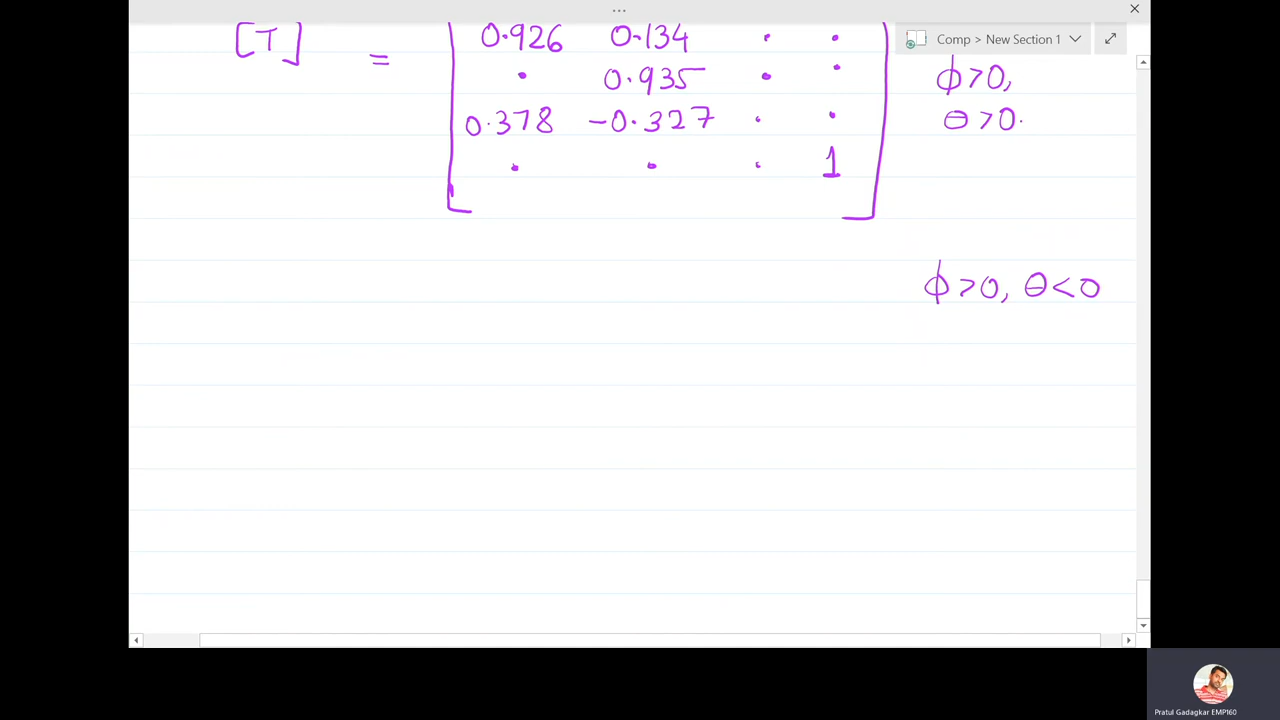 ...
Comp > New Section 1
[T] = [ 0.926 0.134 . .
. 0.935 . .
0.378 -0.327 . .
. . . 1 ]
ϕ>0,
θ>0.
ϕ>0, θ<0
Pratul Gadagkar EMP160